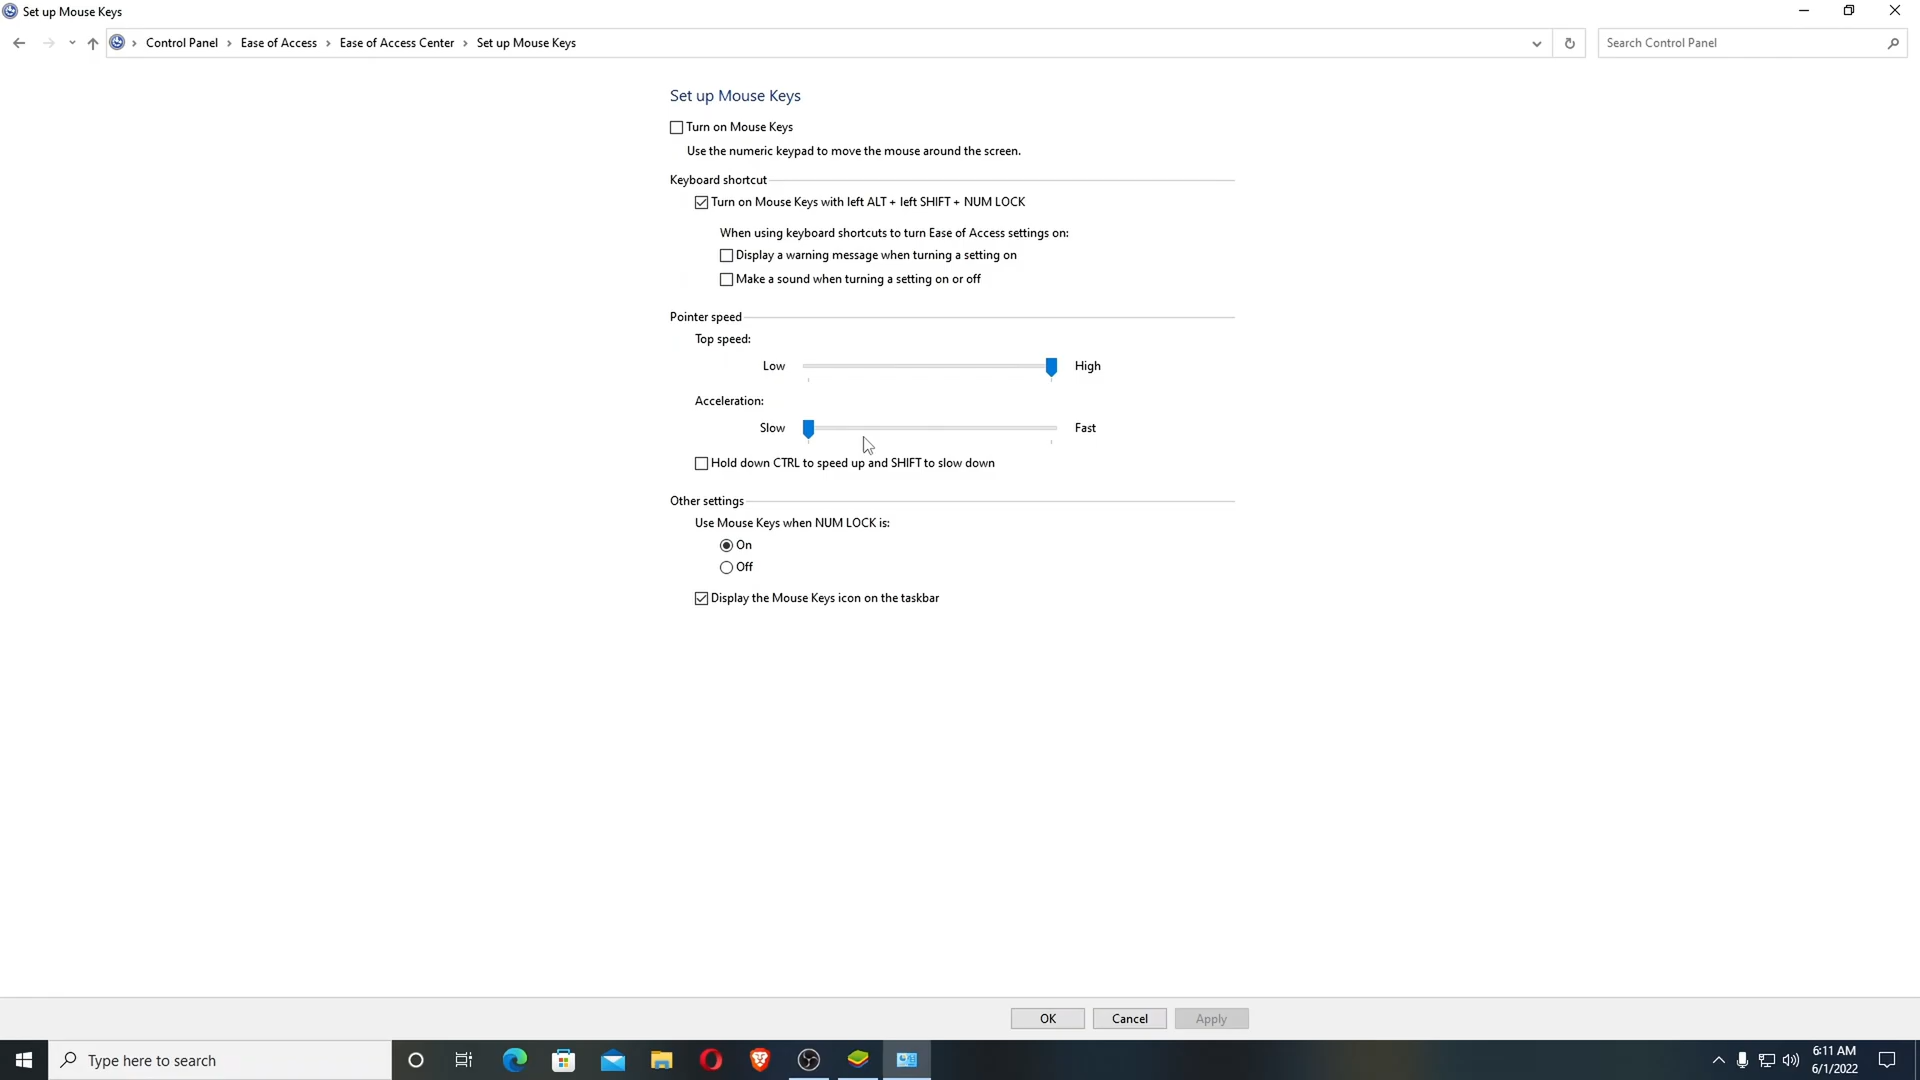 Set up Mouse Keys
Control Panel > Ease of Access > Ease of Access Center > Set up Mouse Keys
Search Control Panel
Set up Mouse Keys
Turn on Mouse Keys
Use the numeric keypad to move the mouse around the screen.
Keyboard shortcut
Turn on Mouse Keys with left ALT + left SHIFT + NUM LOCK
When using keyboard shortcuts to turn Ease of Access settings on:
Display a warning message when turning a setting on
Make a sound when turning a setting on or off
Pointer speed
Top speed:
Low High
Acceleration:
Slow Fast
Hold down CTRL to speed up and SHIFT to slow down
Other settings
Use Mouse Keys when NUM LOCK is:
On
Off
Display the Mouse Keys icon on the taskbar
OK Cancel Apply
Type here to search
6:11 AM
6/1/2022